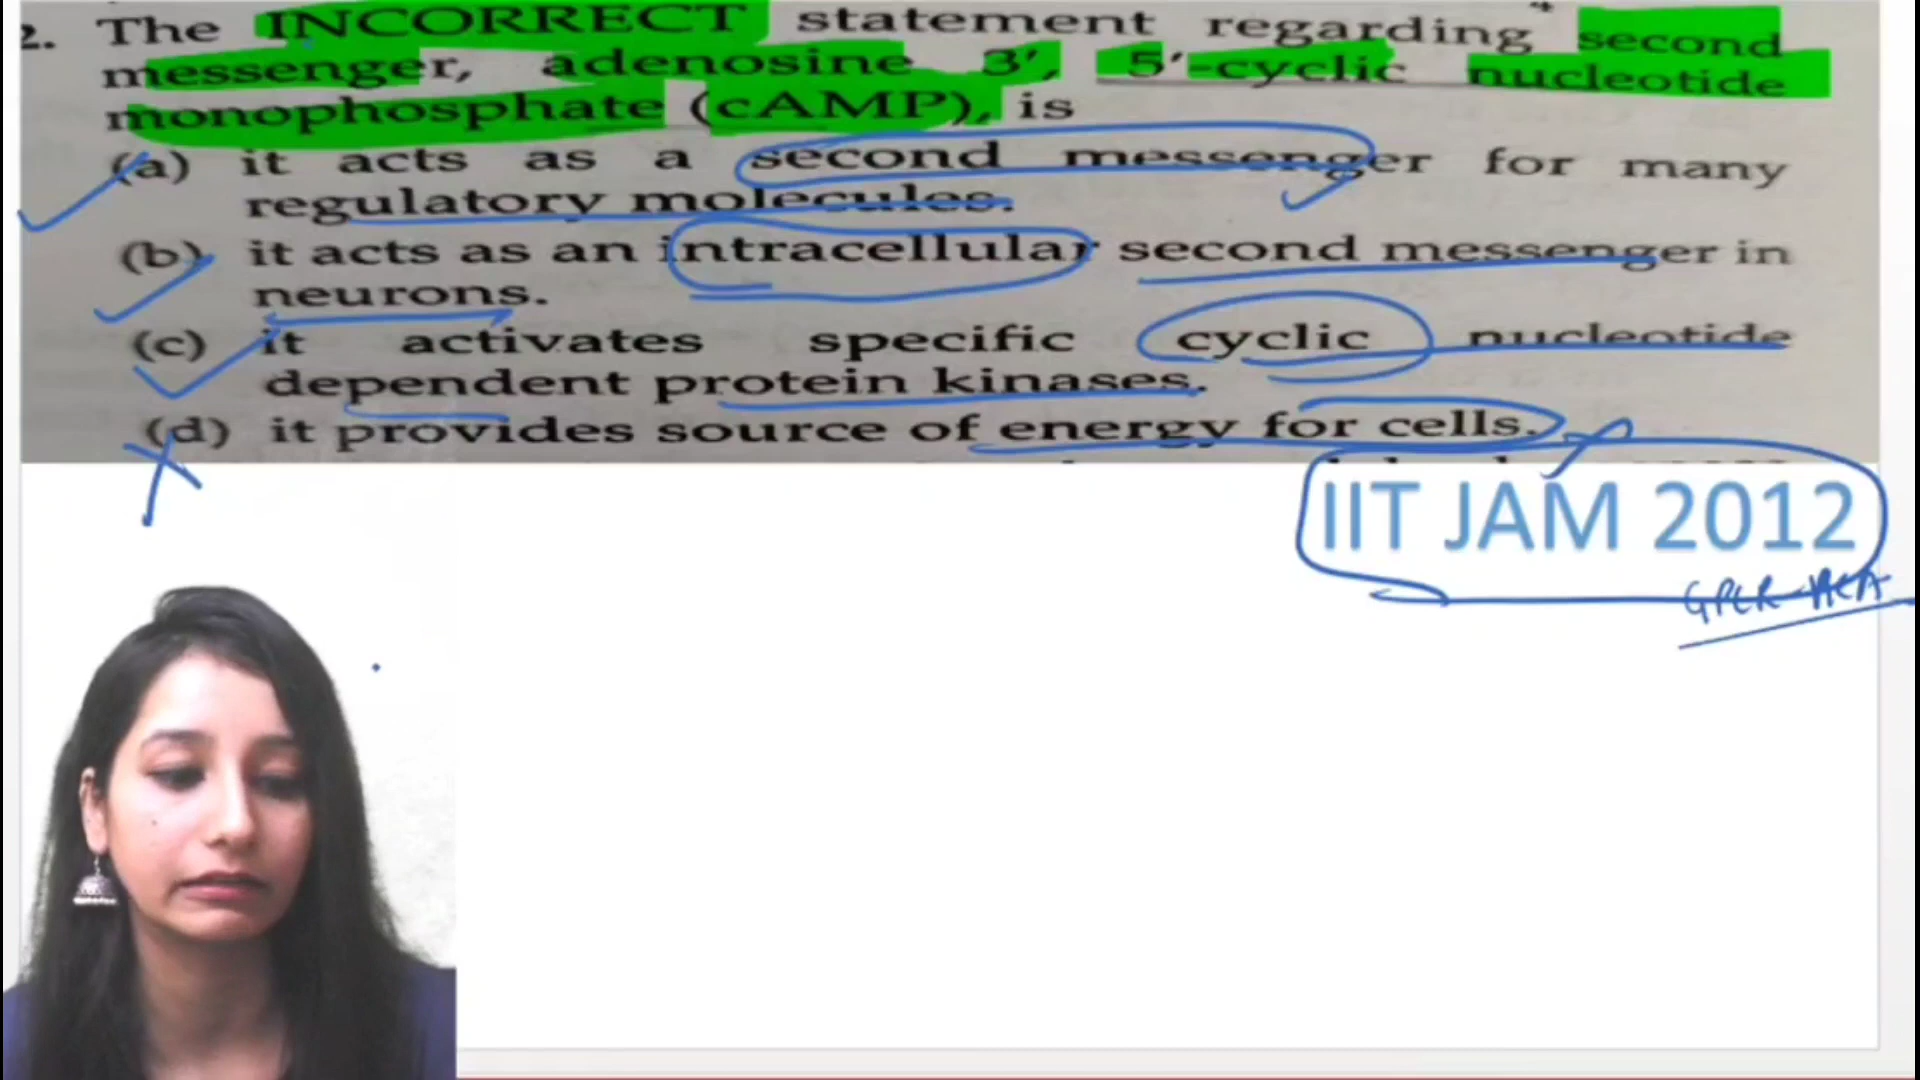 2. The INCORRECT statement regarding second
messenger, adenosine 3′, 5′-cyclic nucleotide
monophosphate (cAMP), is
(a) it acts as a second messenger for many
regulatory molecules.
(b) it acts as an intracellular second messenger in
neurons.
(c) it activates specific cyclic nucleotide
dependent protein kinases.
(d) it provides source of energy for cells.
IIT JAM 2012
GPCR